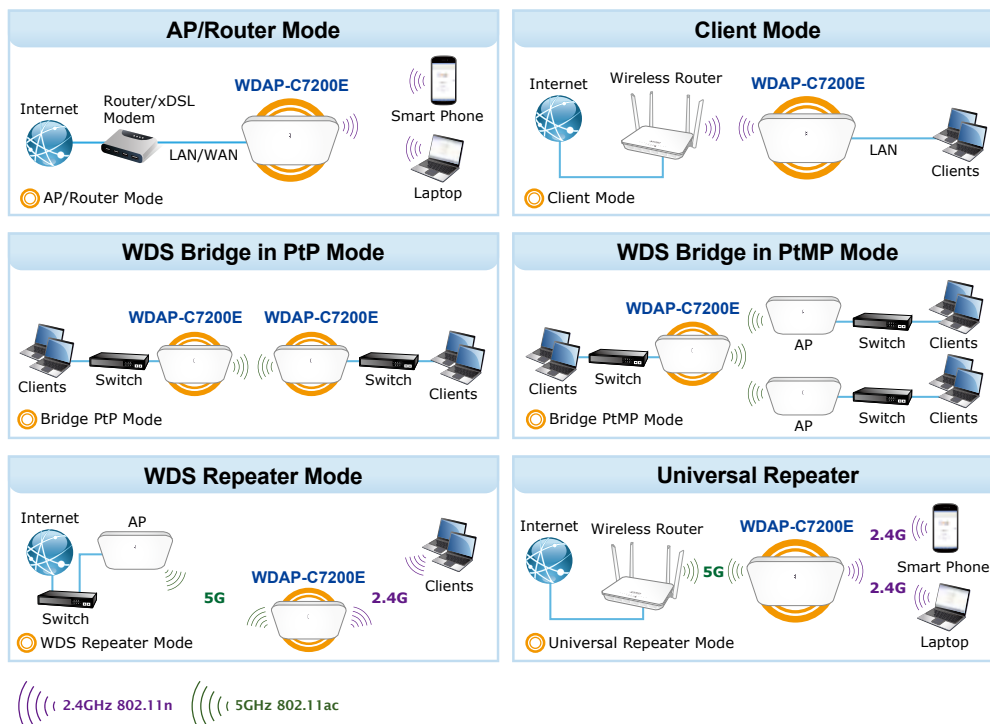 AP/Router Mode
WDAP-C7200E
Internet
Router/xDSL
Modem
LAN/WAN
Smart Phone
Laptop
AP/Router Mode
Client Mode
Internet
Wireless Router
WDAP-C7200E
LAN
Clients
Client Mode
WDS Bridge in PtP Mode
WDAP-C7200E
WDAP-C7200E
Clients
Switch
Switch
Clients
Bridge PtP Mode
WDS Bridge in PtMP Mode
WDAP-C7200E
Clients
Switch
AP
Switch
Clients
AP
Switch
Clients
Bridge PtMP Mode
WDS Repeater Mode
Internet
AP
Switch
5G
WDAP-C7200E
2.4G
Clients
WDS Repeater Mode
Universal Repeater
Internet
Wireless Router
5G
WDAP-C7200E
2.4G
Smart Phone
2.4G
Laptop
Universal Repeater Mode
2.4GHz 802.11n
5GHz 802.11ac